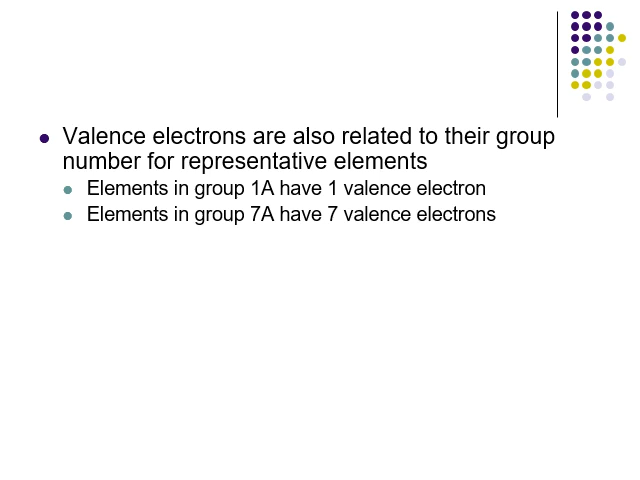 Valence electrons are also related to their group
number for representative elements
Elements in group 1A have 1 valence electron
Elements in group 7A have 7 valence electrons